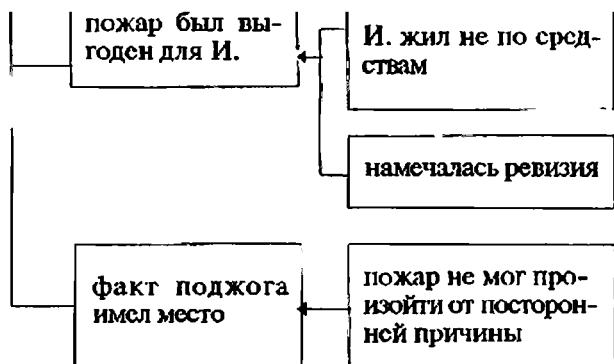 пожар был вы-
годен для И.
И. жил не по сред-
ствам
намечалась ревизия
факт поджога
имел место
пожар не мог про-
изойти от посторон-
ней причины